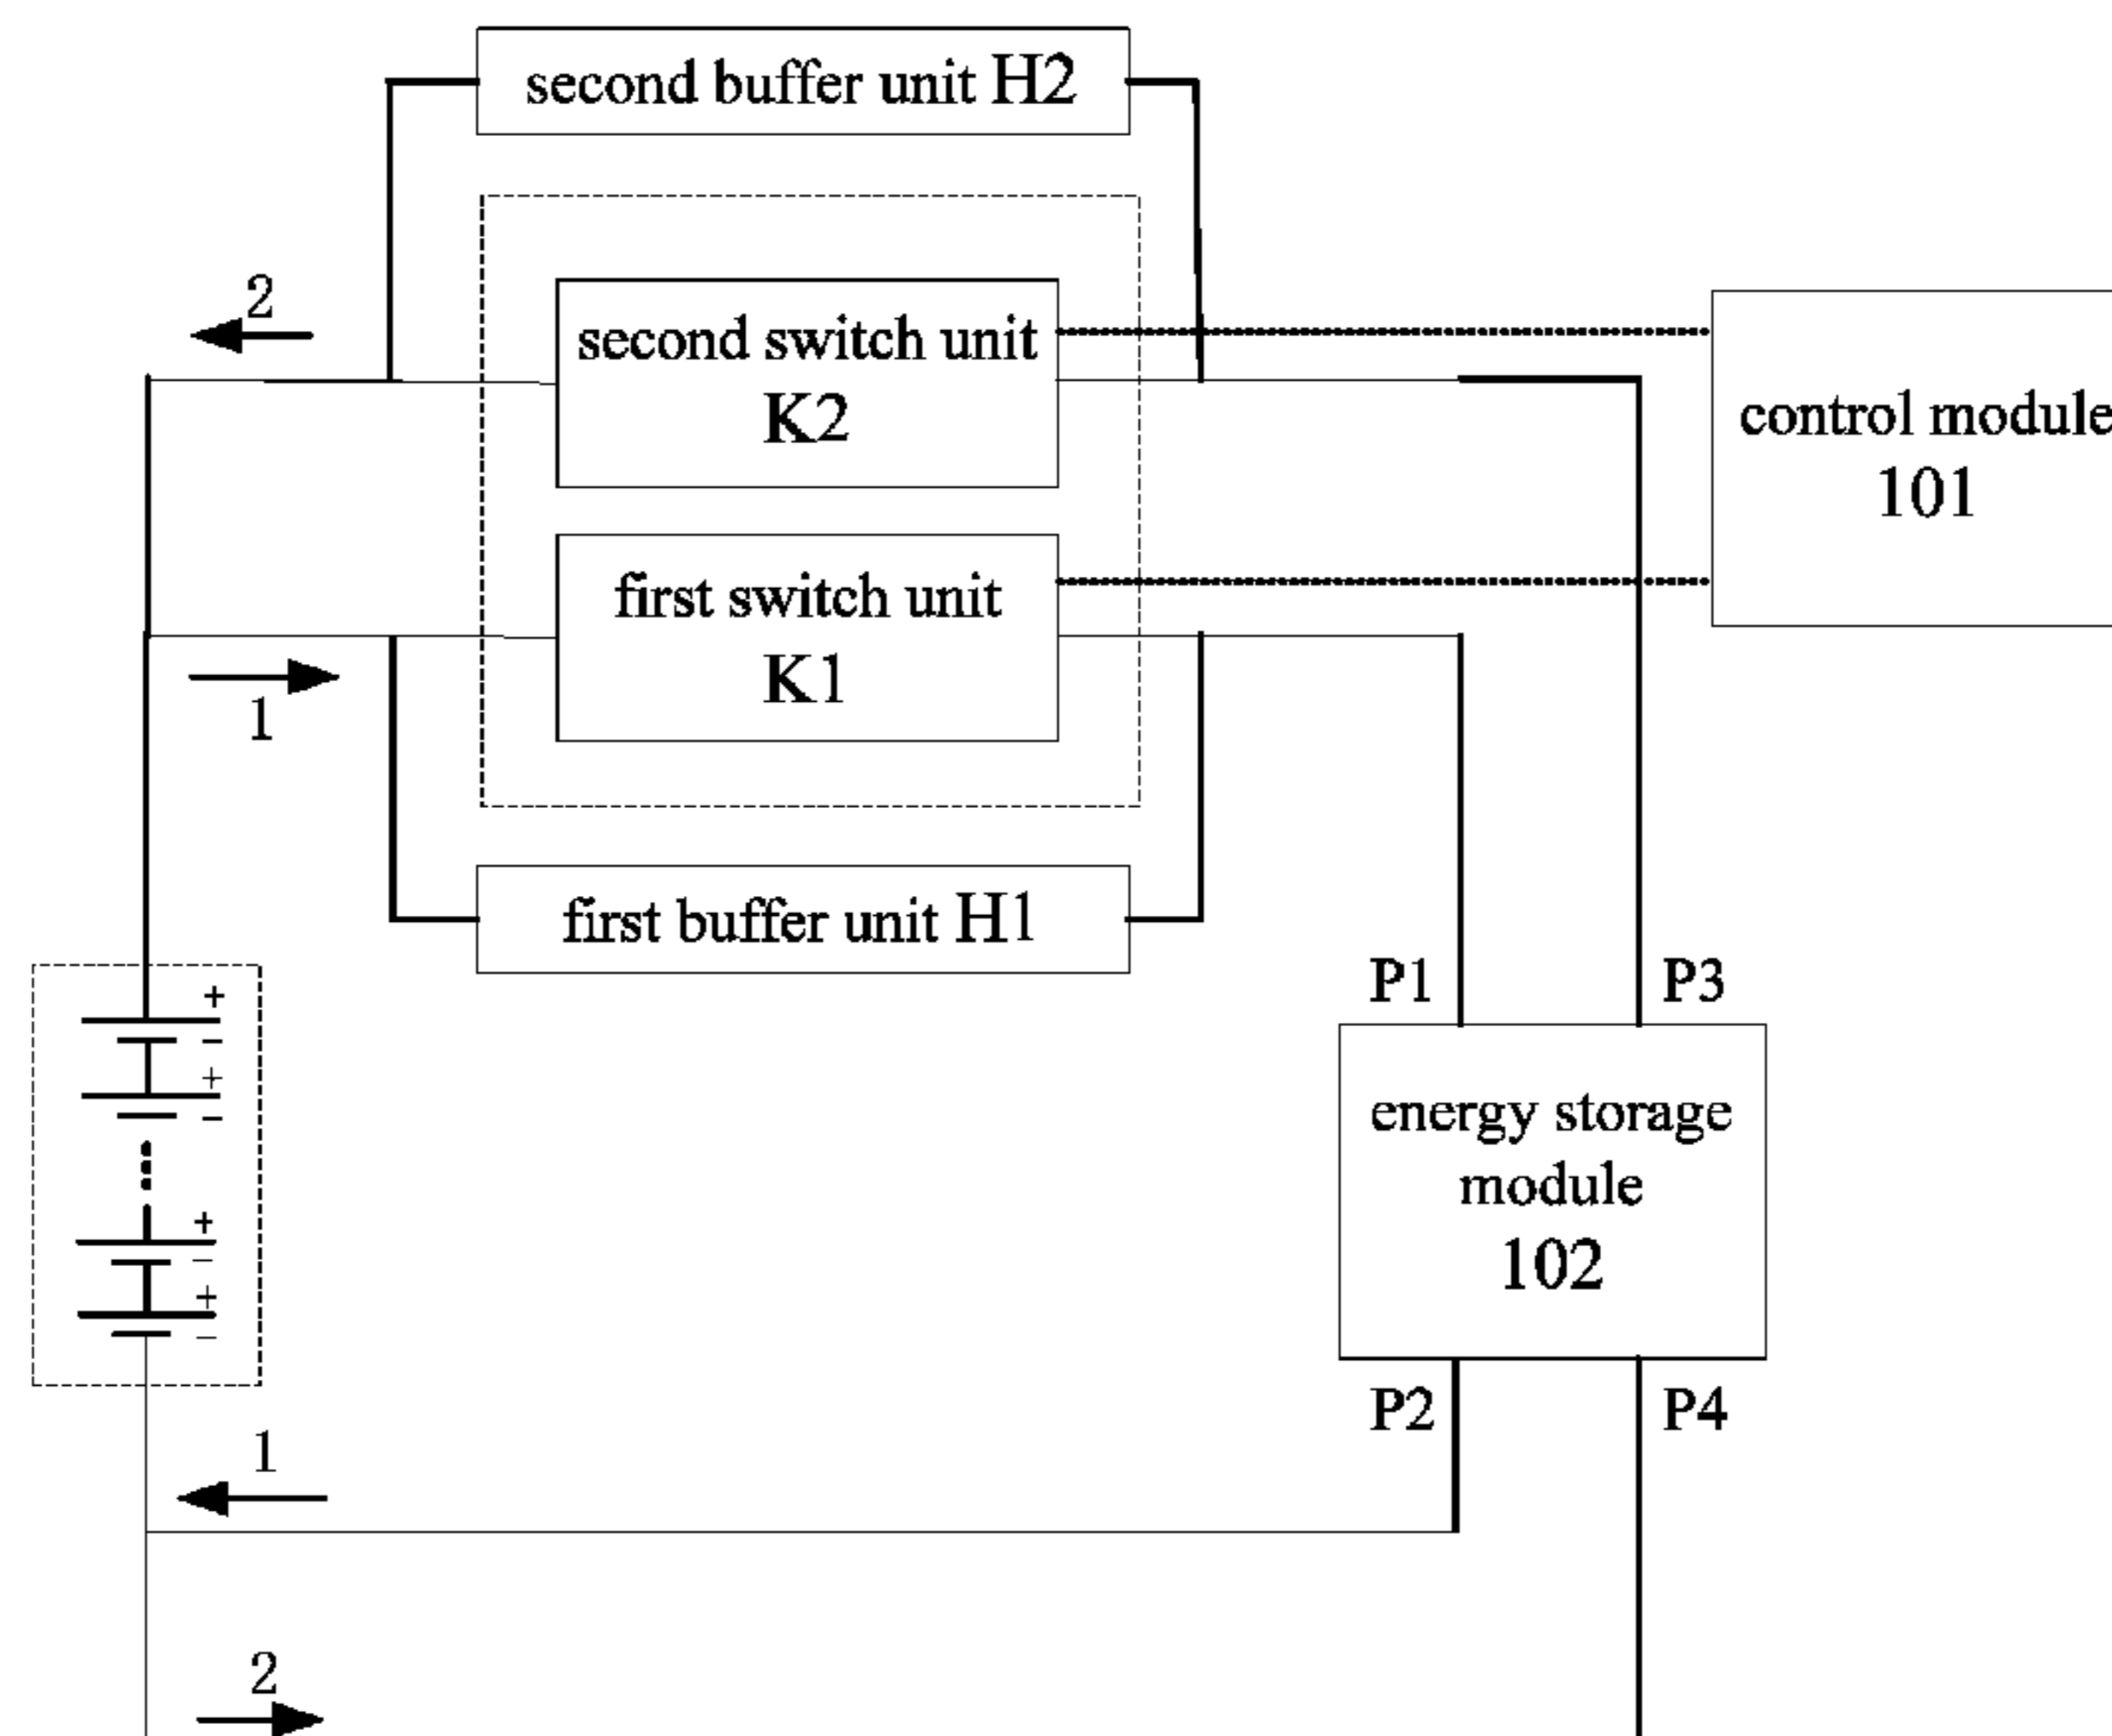 second buffer unit H2
2
second switch unit
K2
control module
101
first switch unit
K1
1
first buffer unit H1
P1
P3
+
−
+
−
energy storage
module
102
+
−
+
−
P2
P4
1
2